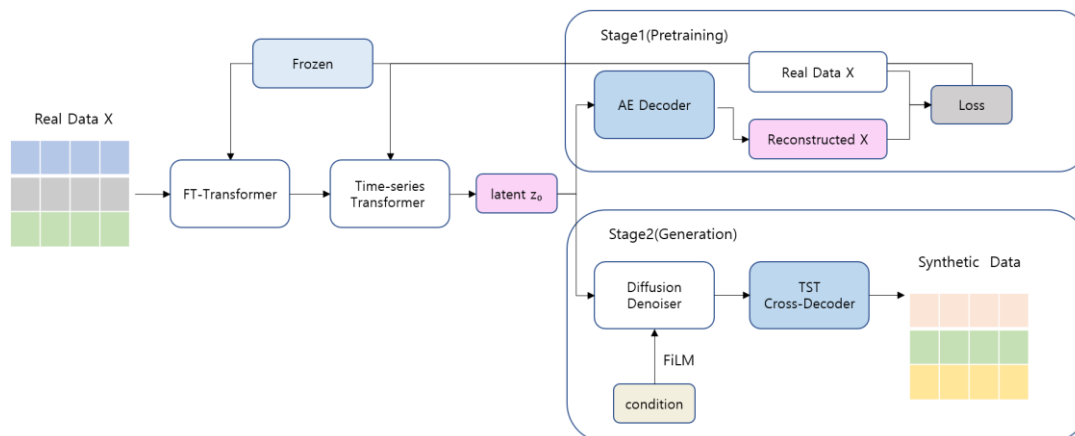 Stage1(Pretraining)
Frozen
Real Data X
AE Decoder
Loss
Real Data X
Reconstructed X
FT-Transformer
Time-series
Transformer
latent z₀
Stage2(Generation)
Synthetic Data
Diffusion
Denoiser
TST
Cross-Decoder
FiLM
condition